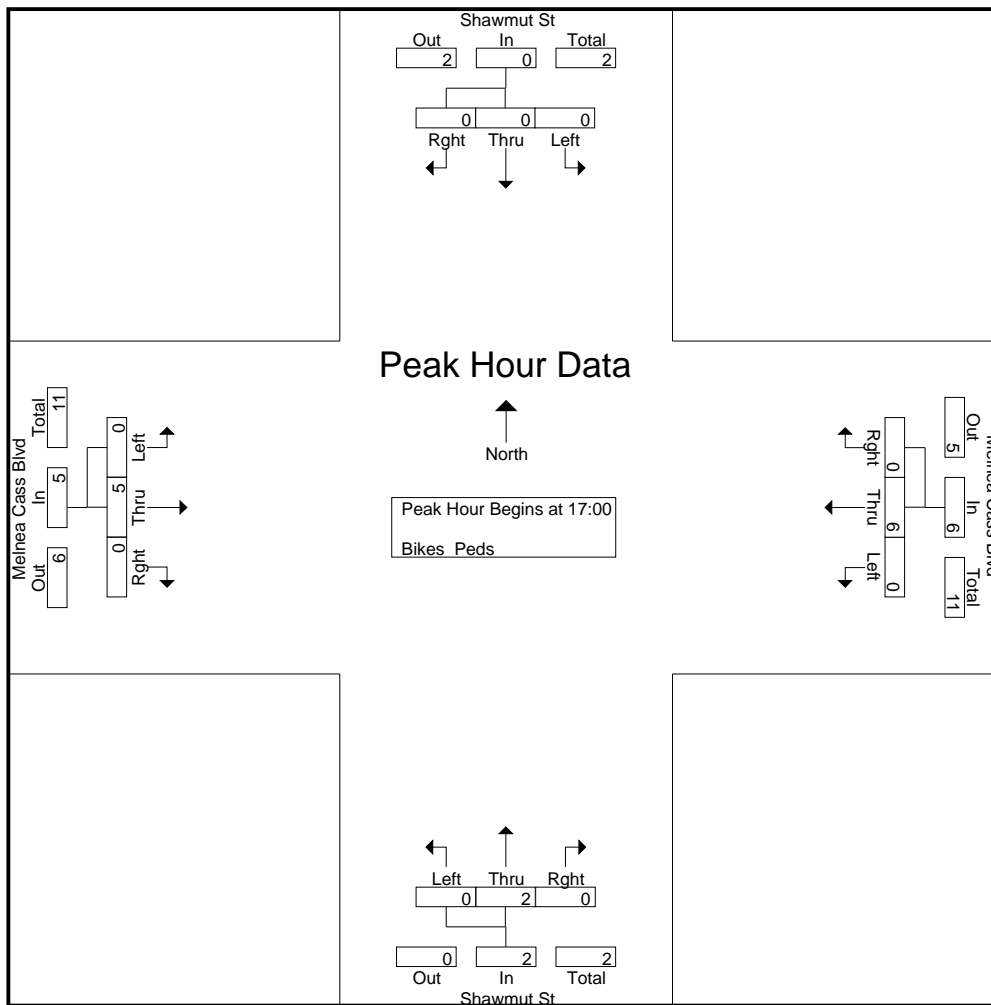 Shawmut St
Out In Total
2 0 2
0 0 0
Rght Thru Left
Peak Hour Data
North
Peak Hour Begins at 17:00
Bikes Peds
Melnea Cass Blvd
Total In Out
11 5 6
0 5 0
Left Thru Rght
Rght Thru Left
0 6 0
Out In Total
5 6 11
Melnea Cass Blvd
Left Thru Rght
0 2 0
0 2 2
Out In Total
Shawmut St